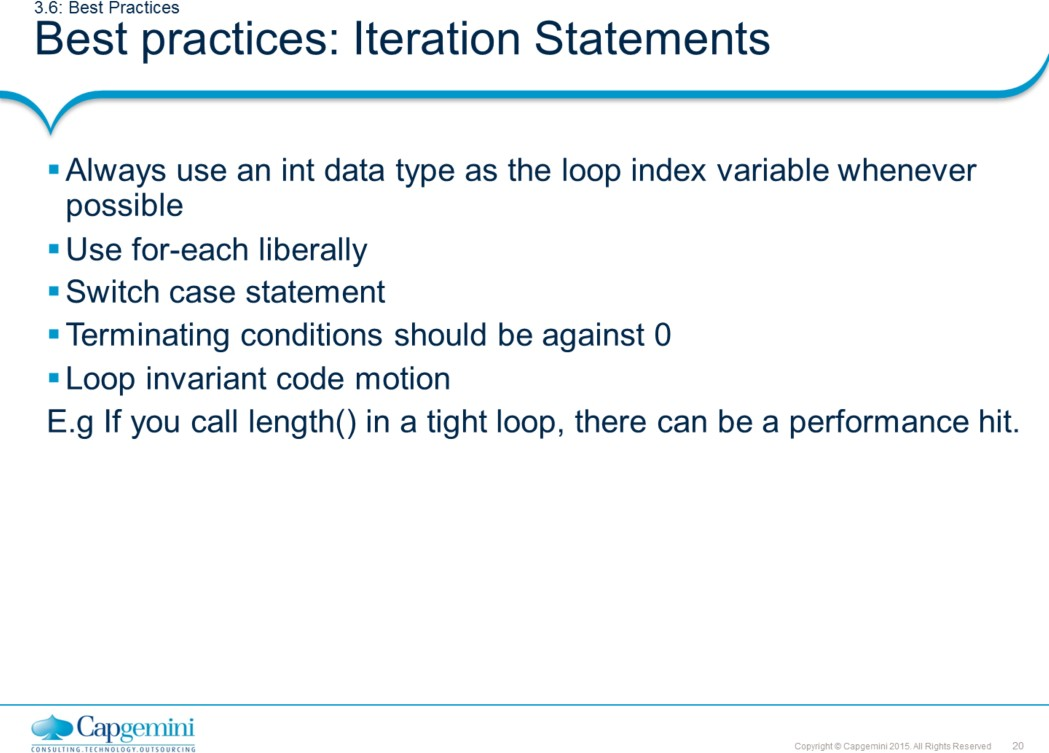 3.6: Best Practices
Best practices: Iteration Statements
Always use an int data type as the loop index variable whenever
possible
Use for-each liberally
Switch case statement
Terminating conditions should be against 0
Loop invariant code motion
E.g If you call length() in a tight loop, there can be a performance hit.
Capgemini
CONSULTING.TECHNOLOGY.OUTSOURCING
Copyright © Capgemini 2015. All Rights Reserved 20